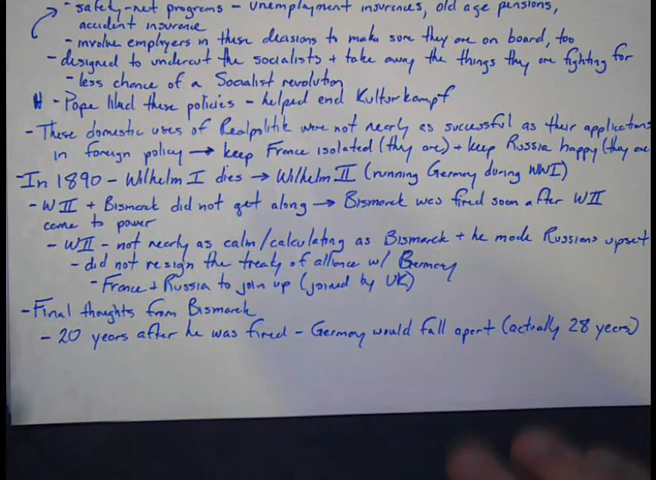 - safety-net programs - unemployment insurances, old age pensions,
accident insurance
- involve employers in these decisions to make sure they are on board, too
- designed to undercut the socialists + take away the things they are fighting for
- less chance of a Socialist revolution
- Pope liked these policies - helped end Kulturkampf
- These domestic uses of Realpolitik were not nearly as successful as their applications
in foreign policy → keep France isolated (they are) + keep Russia happy (they are
- In 1890 - Wilhelm I dies → Wilhelm II (running Germany during WWI)
- WII + Bismarck did not get along → Bismarck was fired soon after WII
came to power
- WII - not nearly as calm/calculating as Bismarck + he made Russians upset
- did not resign the treaty of alliance w/ Germany
- France + Russia to join up (joined by UK)
- Final thoughts from Bismarck
- 20 years after he was fired - Germany would fall apart (actually 28 years)